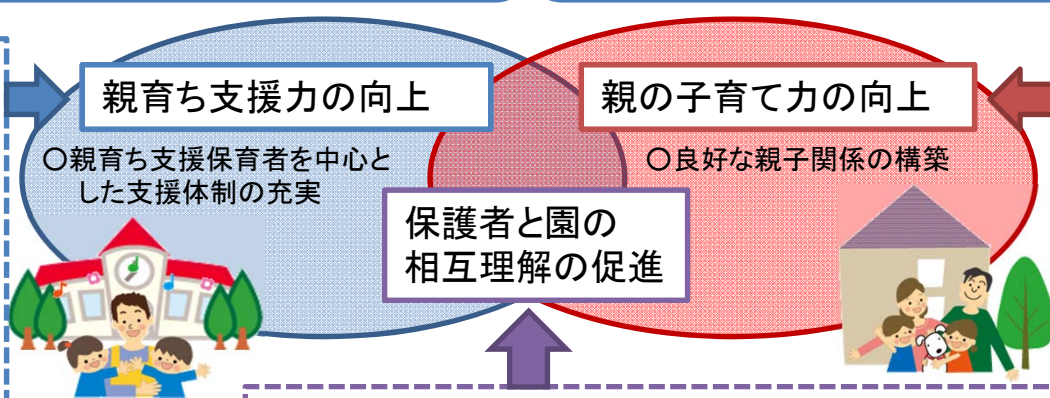 親育ち支援力の向上
〇親育ち支援保育者を中心と
した支援体制の充実
親の子育て力の向上
〇良好な親子関係の構築
保護者と園の
相互理解の促進